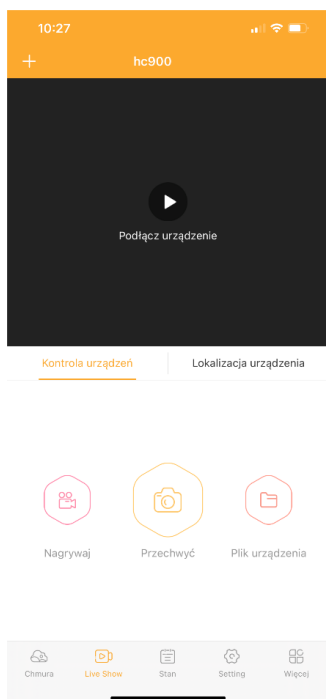 10:27
+ hc900
Podłącz urządzenie
Kontrola urządzeń Lokalizacja urządzenia
Nagrywaj Przechwyć Plik urządzenia
Chmura Live Show Stan Setting Więcej